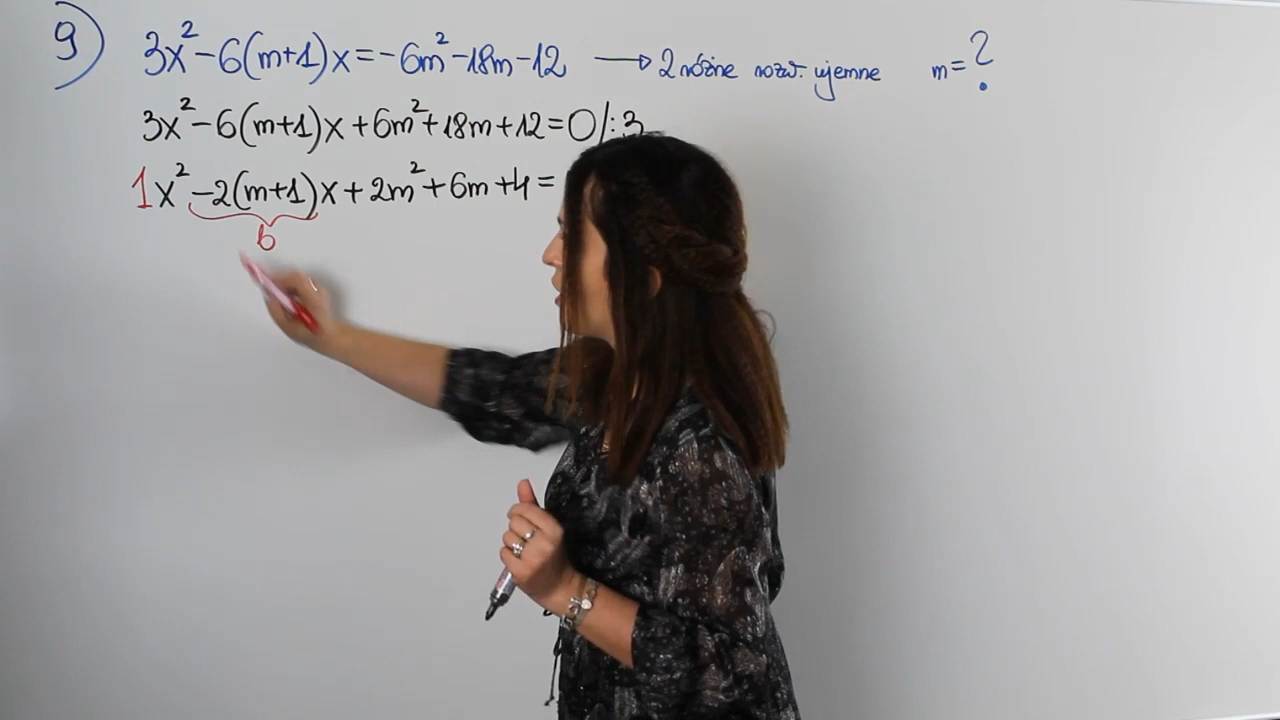 9) 3x²-6(m+1)x=-6m²-18m-12 → 2 różne rozw. ujemne m=?
3x²-6(m+1)x+6m²+18m+12=0/:3
1x²-2(m+1)x+2m²+6m+4=
b